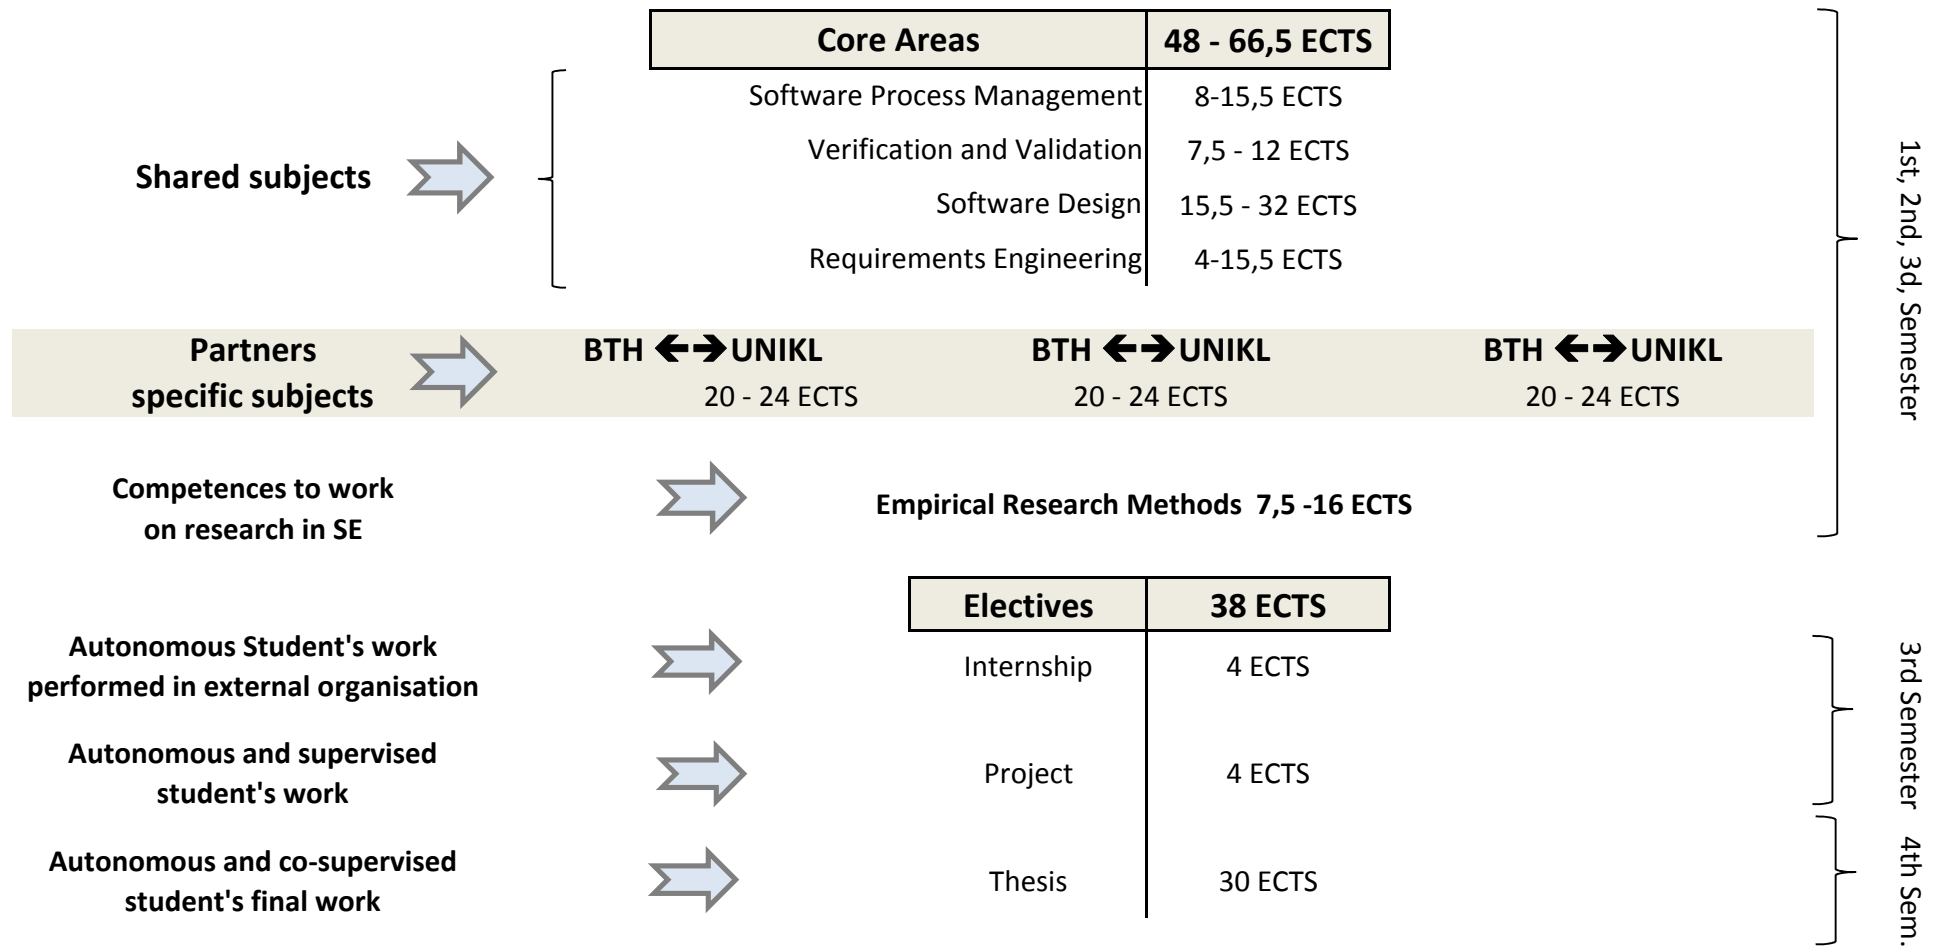 Core Areas 48 - 66,5 ECTS
Software Process Management 8-15,5 ECTS
Verification and Validation 7,5 - 12 ECTS
Shared subjects
Software Design 15,5 - 32 ECTS
Requirements Engineering 4-15,5 ECTS
1st, 2nd, 3d, Semester
Partners
specific subjects
BTH 🡰🡲 UNIKL BTH 🡰🡲 UNIKL BTH 🡰🡲 UNIKL
20 - 24 ECTS 20 - 24 ECTS 20 - 24 ECTS
Competences to work
on research in SE
Empirical Research Methods 7,5 -16 ECTS
Electives 38 ECTS
Autonomous Student's work
performed in external organisation
Internship 4 ECTS
3rd Semester
Autonomous and supervised
student's work
Project 4 ECTS
Autonomous and co-supervised
student's final work
Thesis 30 ECTS
4th Sem.